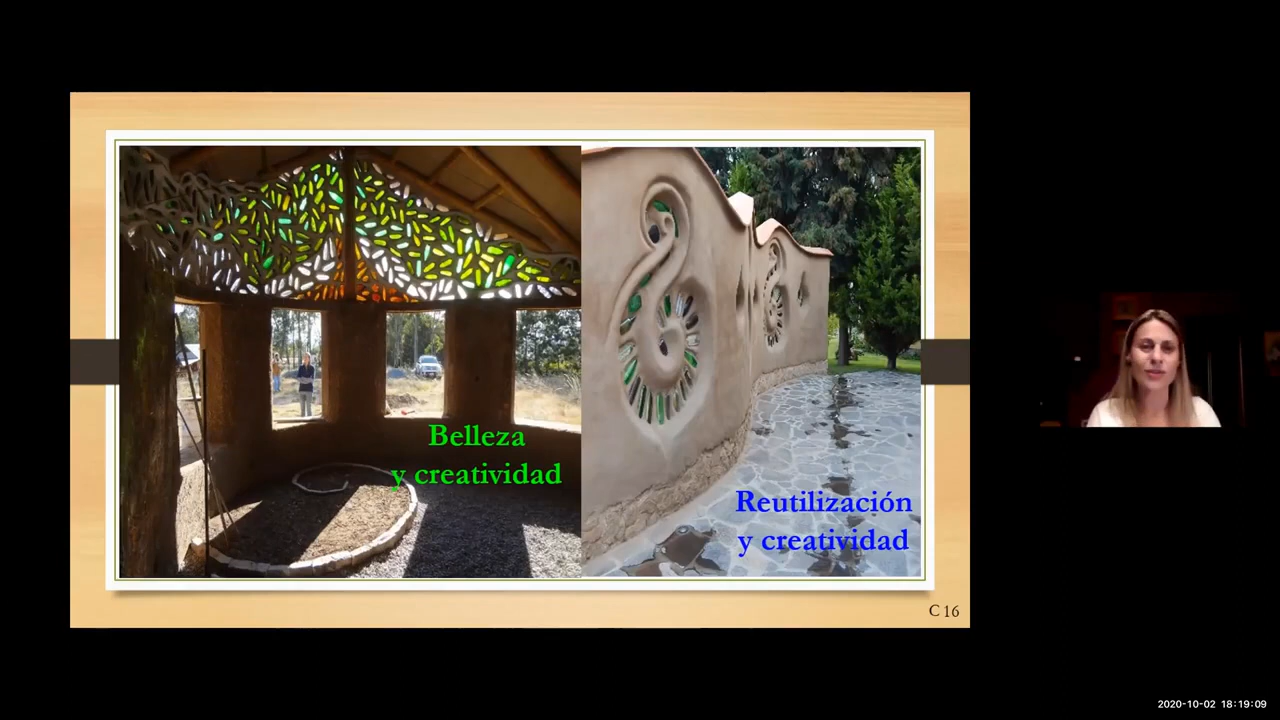 Belleza
y creatividad
Reutilización
y creatividad
C 16
2020-10-02 18:19:09